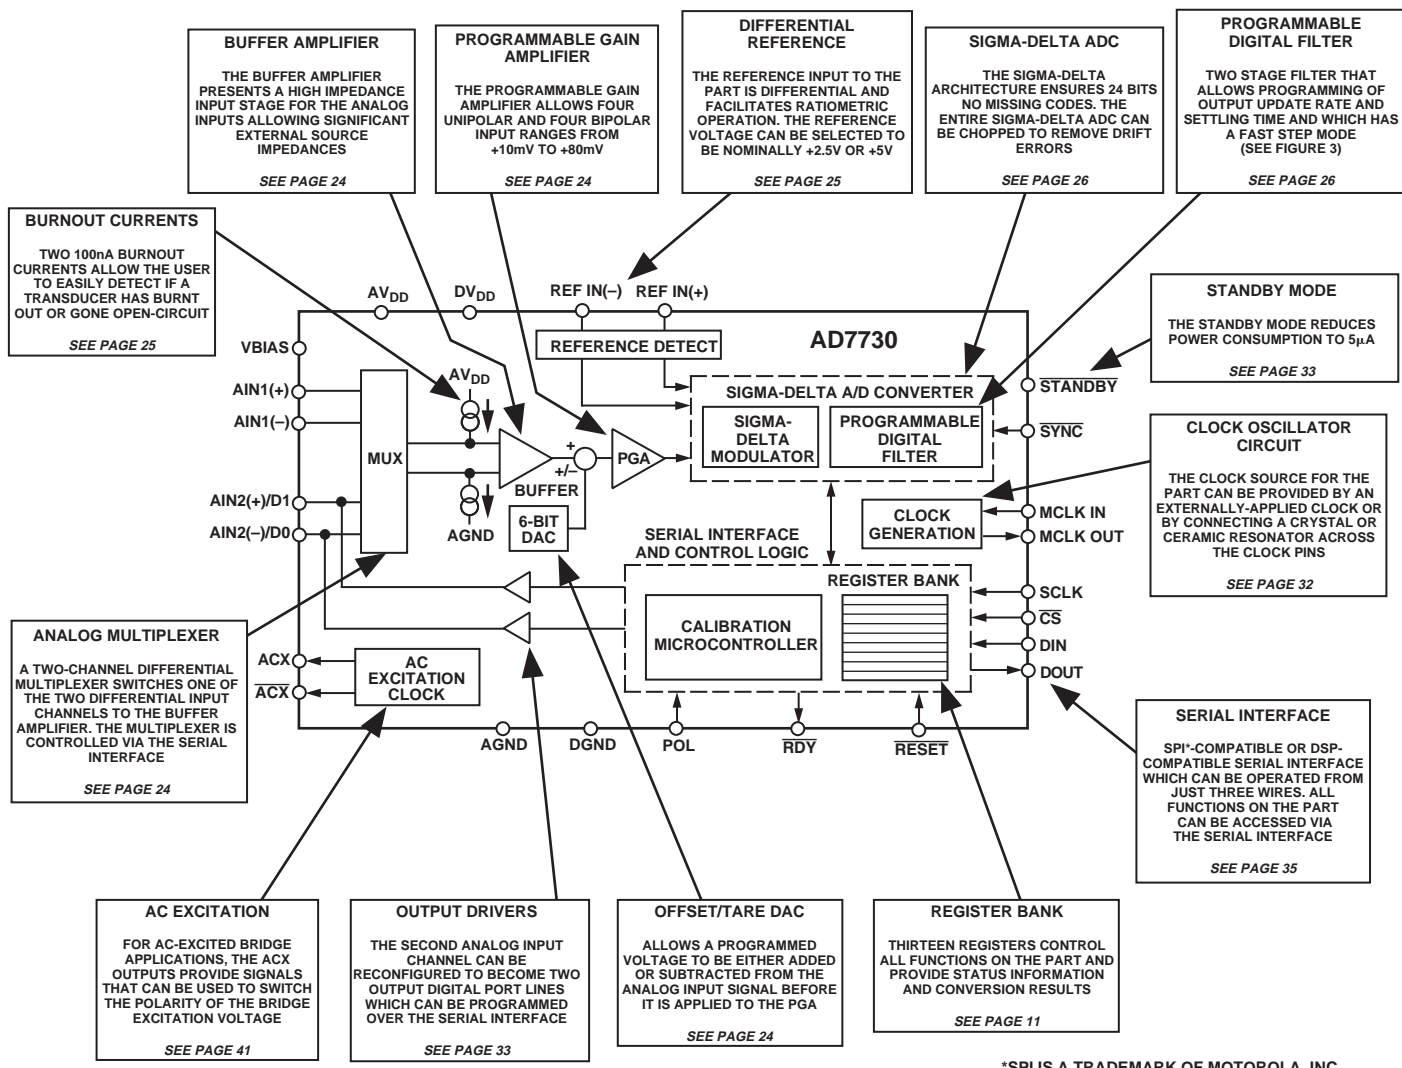 BUFFER AMPLIFIER
THE BUFFER AMPLIFIER
PRESENTS A HIGH IMPEDANCE
INPUT STAGE FOR THE ANALOG
INPUTS ALLOWING SIGNIFICANT
EXTERNAL SOURCE
IMPEDANCES
SEE PAGE 24
PROGRAMMABLE GAIN
AMPLIFIER
THE PROGRAMMABLE GAIN
AMPLIFIER ALLOWS FOUR
UNIPOLAR AND FOUR BIPOLAR
INPUT RANGES FROM
+10mV TO +80mV
SEE PAGE 24
DIFFERENTIAL
REFERENCE
THE REFERENCE INPUT TO THE
PART IS DIFFERENTIAL AND
FACILITATES RATIOMETRIC
OPERATION. THE REFERENCE
VOLTAGE CAN BE SELECTED TO
BE NOMINALLY +2.5V OR +5V
SEE PAGE 25
SIGMA-DELTA ADC
THE SIGMA-DELTA
ARCHITECTURE ENSURES 24 BITS
NO MISSING CODES. THE
ENTIRE SIGMA-DELTA ADC CAN
BE CHOPPED TO REMOVE DRIFT
ERRORS
SEE PAGE 26
PROGRAMMABLE
DIGITAL FILTER
TWO STAGE FILTER THAT
ALLOWS PROGRAMMING OF
OUTPUT UPDATE RATE AND
SETTLING TIME AND WHICH HAS
A FAST STEP MODE
(SEE FIGURE 3)
SEE PAGE 26
BURNOUT CURRENTS
TWO 100nA BURNOUT
CURRENTS ALLOW THE USER
TO EASILY DETECT IF A
TRANSDUCER HAS BURNT
OUT OR GONE OPEN-CIRCUIT
SEE PAGE 25
STANDBY MODE
THE STANDBY MODE REDUCES
POWER CONSUMPTION TO 5μA
SEE PAGE 33
CLOCK OSCILLATOR
CIRCUIT
THE CLOCK SOURCE FOR THE
PART CAN BE PROVIDED BY AN
EXTERNALLY-APPLIED CLOCK OR
BY CONNECTING A CRYSTAL OR
CERAMIC RESONATOR ACROSS
THE CLOCK PINS
SEE PAGE 32
AVDD
DVDD
REF IN(–)
REF IN(+)
AD7730
REFERENCE DETECT
VBIAS
AIN1(+)
AIN1(–)
AIN2(+)/D1
AIN2(–)/D0
MUX
AVDD
AGND
BUFFER
+
+/–
PGA
6-BIT
DAC
SIGMA-DELTA A/D CONVERTER
SIGMA-
DELTA
MODULATOR
PROGRAMMABLE
DIGITAL
FILTER
STANDBY
SYNC
CLOCK
GENERATION
MCLK IN
MCLK OUT
SERIAL INTERFACE
AND CONTROL LOGIC
REGISTER BANK
CALIBRATION
MICROCONTROLLER
SCLK
CS
DIN
DOUT
ACX
ACX
AC
EXCITATION
CLOCK
AGND
DGND
POL
RDY
RESET
ANALOG MULTIPLEXER
A TWO-CHANNEL DIFFERENTIAL
MULTIPLEXER SWITCHES ONE OF
THE TWO DIFFERENTIAL INPUT
CHANNELS TO THE BUFFER
AMPLIFIER. THE MULTIPLEXER IS
CONTROLLED VIA THE SERIAL
INTERFACE
SEE PAGE 24
SERIAL INTERFACE
SPI*-COMPATIBLE OR DSP-
COMPATIBLE SERIAL INTERFACE
WHICH CAN BE OPERATED FROM
JUST THREE WIRES. ALL
FUNCTIONS ON THE PART
CAN BE ACCESSED VIA
THE SERIAL INTERFACE
SEE PAGE 35
AC EXCITATION
FOR AC-EXCITED BRIDGE
APPLICATIONS, THE ACX
OUTPUTS PROVIDE SIGNALS
THAT CAN BE USED TO SWITCH
THE POLARITY OF THE BRIDGE
EXCITATION VOLTAGE
SEE PAGE 41
OUTPUT DRIVERS
THE SECOND ANALOG INPUT
CHANNEL CAN BE
RECONFIGURED TO BECOME TWO
OUTPUT DIGITAL PORT LINES
WHICH CAN BE PROGRAMMED
OVER THE SERIAL INTERFACE
SEE PAGE 33
OFFSET/TARE DAC
ALLOWS A PROGRAMMED
VOLTAGE TO BE EITHER ADDED
OR SUBTRACTED FROM THE
ANALOG INPUT SIGNAL BEFORE
IT IS APPLIED TO THE PGA
SEE PAGE 24
REGISTER BANK
THIRTEEN REGISTERS CONTROL
ALL FUNCTIONS ON THE PART AND
PROVIDE STATUS INFORMATION
AND CONVERSION RESULTS
SEE PAGE 11
*SPI IS A TRADEMARK OF MOTOROLA, INC.